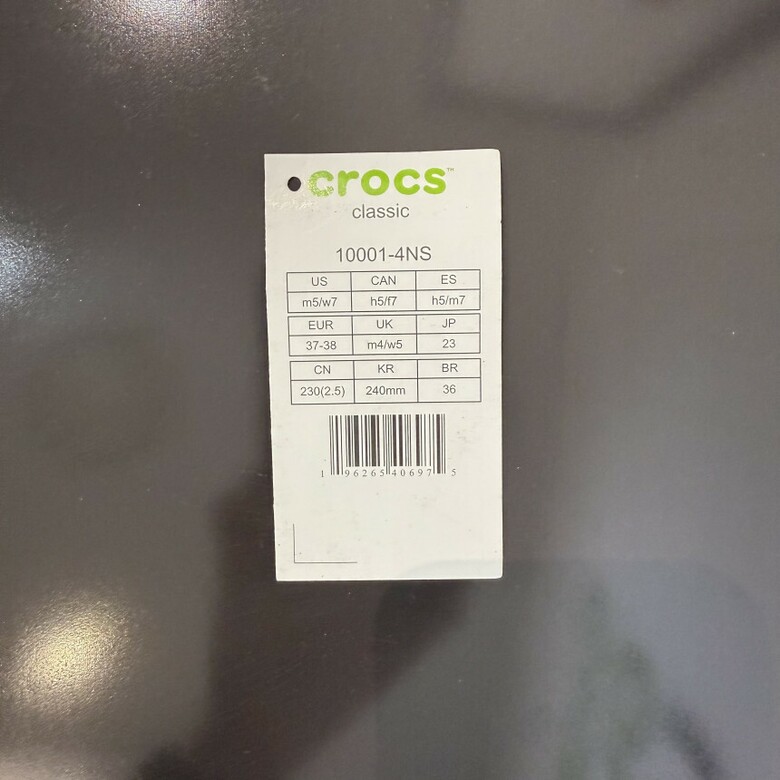 crocs™
classic
10001-4NS
US CAN ES
m5/w7 h5/f7 h5/m7
EUR UK JP
37-38 m4/w5 23
CN KR BR
230(2.5) 240mm 36
1 96265 40697 5